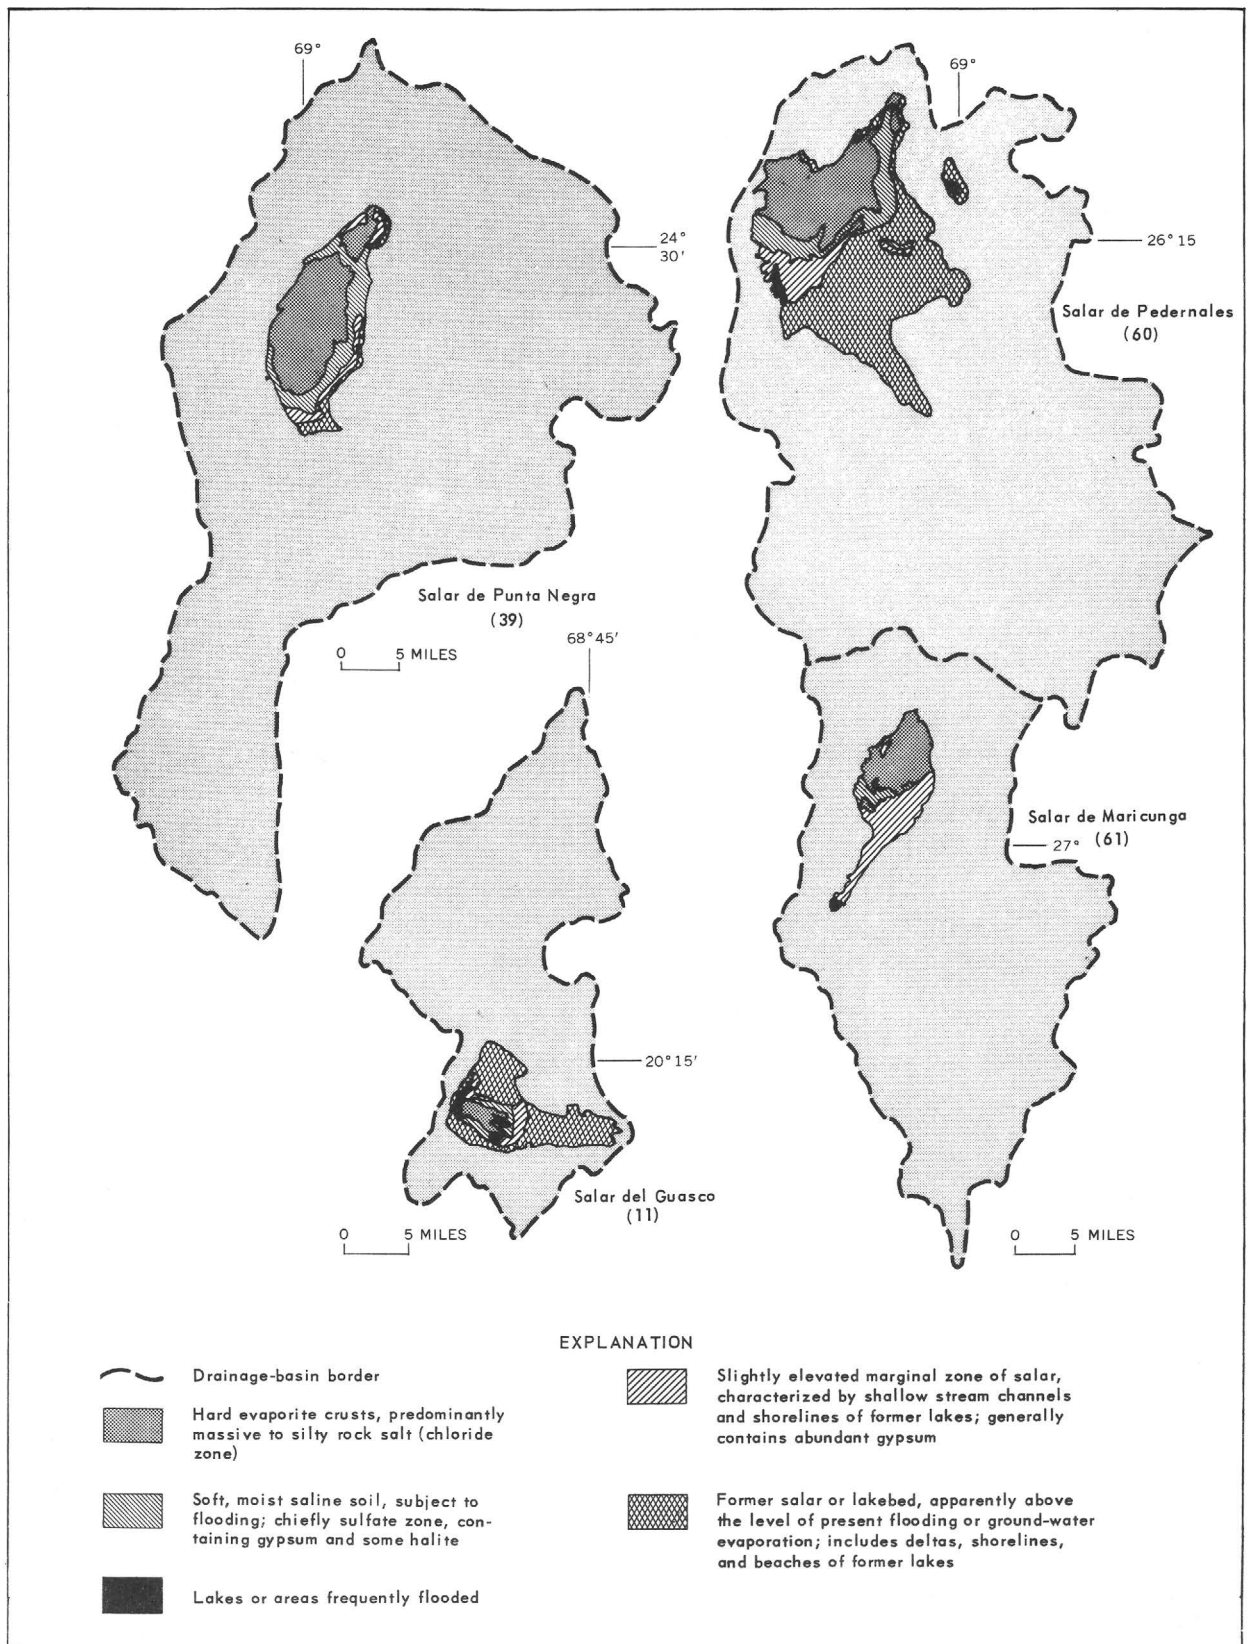 69°
69°
24°
30′
26° 15
Salar de Pedernales
(60)
Salar de Punta Negra
(39)
0 5 MILES
68°45′
Salar de Maricunga
(61)
27°
20°15′
Salar del Guasco
(11)
0 5 MILES
0 5 MILES
EXPLANATION
Drainage-basin border
Hard evaporite crusts, predominantly
massive to silty rock salt (chloride
zone)
Soft, moist saline soil, subject to
flooding; chiefly sulfate zone, con-
taining gypsum and some halite
Lakes or areas frequently flooded
Slightly elevated marginal zone of salar,
characterized by shallow stream channels
and shorelines of former lakes; generally
contains abundant gypsum
Former salar or lakebed, apparently above
the level of present flooding or ground-water
evaporation; includes deltas, shorelines,
and beaches of former lakes